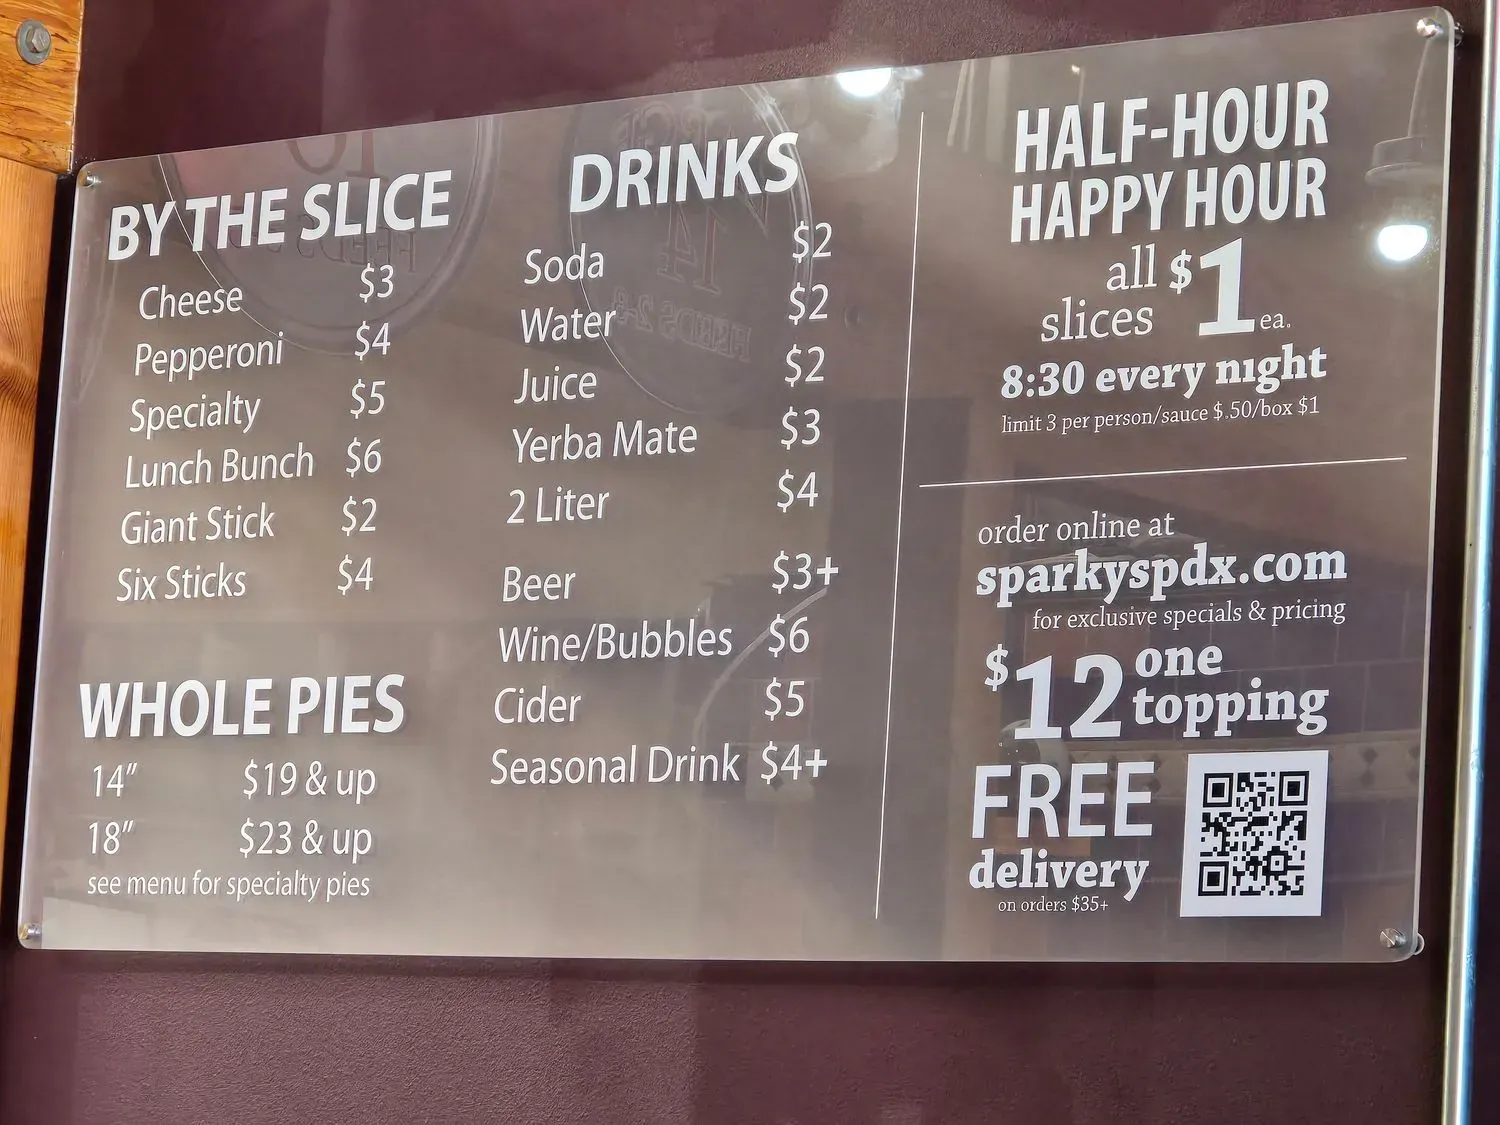 BY THE SLICE
Cheese $3
Pepperoni $4
Specialty $5
Lunch Bunch $6
Giant Stick $2
Six Sticks $4
WHOLE PIES
14” $19 & up
18” $23 & up
see menu for specialty pies
DRINKS
Soda $2
Water $2
Juice $2
Yerba Mate $3
2 Liter $4
Beer $3+
Wine/Bubbles $6
Cider $5
Seasonal Drink $4+
HALF-HOUR
HAPPY HOUR
all $1
slices ea.
8:30 every night
limit 3 per person/sauce $.50/box $1
order online at
sparkyspdx.com
for exclusive specials & pricing
$12 one
topping
FREE
delivery
on orders $35+